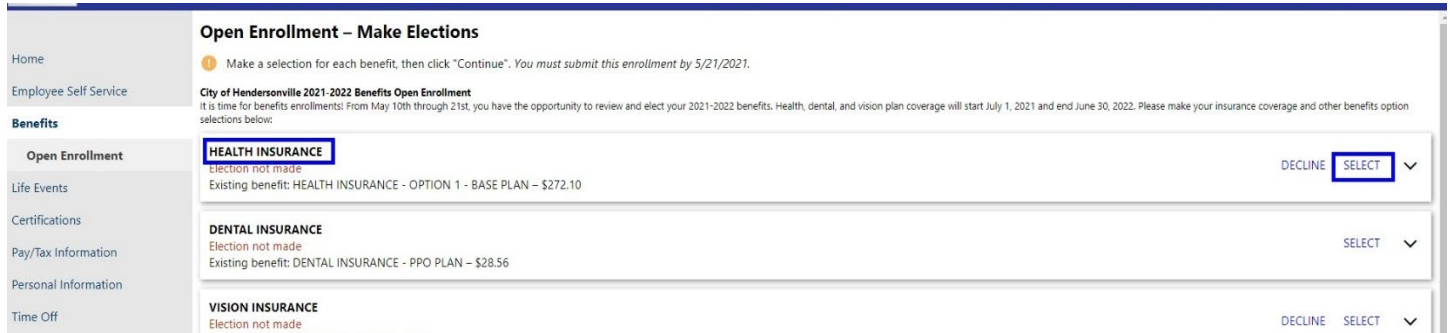 Open Enrollment – Make Elections
Home
Make a selection for each benefit, then click "Continue". You must submit this enrollment by 5/21/2021.
Employee Self Service
City of Hendersonville 2021-2022 Benefits Open Enrollment
It is time for benefits enrollments! From May 10th through 21st, you have the opportunity to review and elect your 2021-2022 benefits. Health, dental, and vision plan coverage will start July 1, 2021 and end June 30, 2022. Please make your insurance coverage and other benefits option
selections below:
Benefits
Open Enrollment
HEALTH INSURANCE
Election not made
DECLINE SELECT
Existing benefit: HEALTH INSURANCE - OPTION 1 - BASE PLAN – $272.10
Life Events
Certifications
DENTAL INSURANCE
Election not made
SELECT
Existing benefit: DENTAL INSURANCE - PPO PLAN – $28.56
Pay/Tax Information
Personal Information
VISION INSURANCE
Time Off
Election not made
DECLINE SELECT